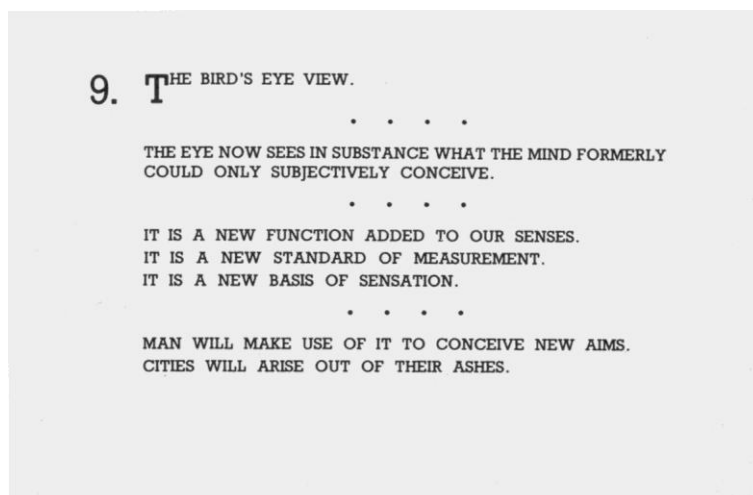 9. THE BIRD'S EYE VIEW.
. . . .
THE EYE NOW SEES IN SUBSTANCE WHAT THE MIND FORMERLY
COULD ONLY SUBJECTIVELY CONCEIVE.
. . . .
IT IS A NEW FUNCTION ADDED TO OUR SENSES.
IT IS A NEW STANDARD OF MEASUREMENT.
IT IS A NEW BASIS OF SENSATION.
. . . .
MAN WILL MAKE USE OF IT TO CONCEIVE NEW AIMS.
CITIES WILL ARISE OUT OF THEIR ASHES.